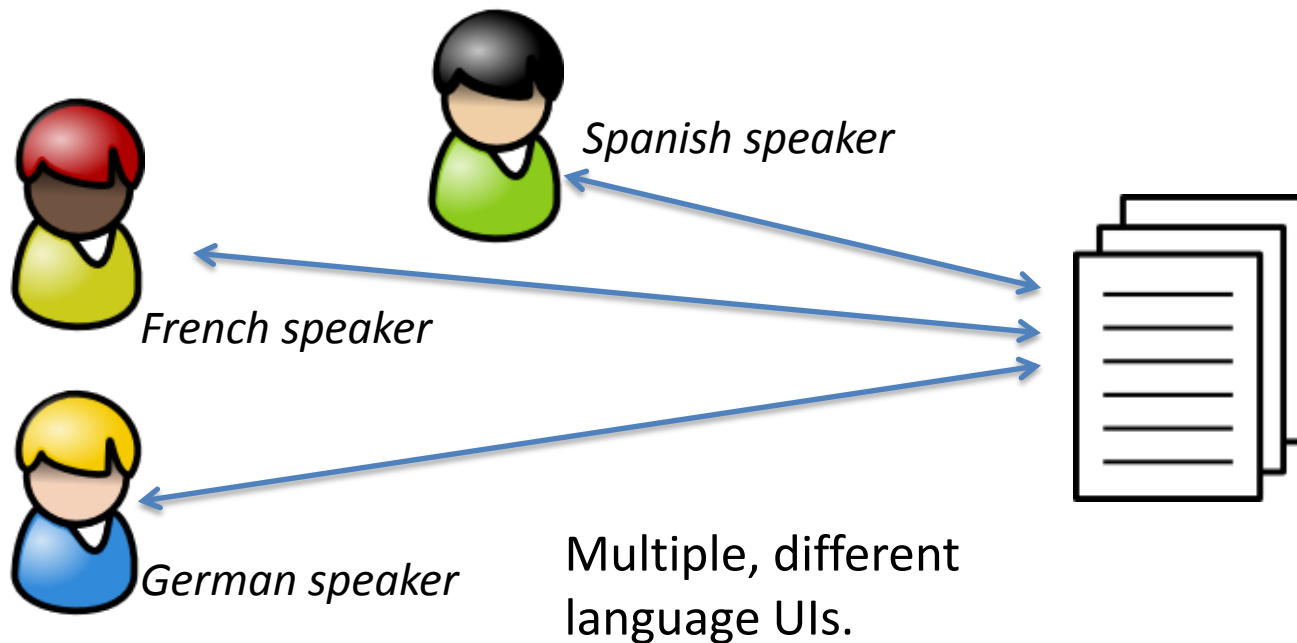 Spanish speaker
French speaker
German speaker
Multiple, different
language UIs.